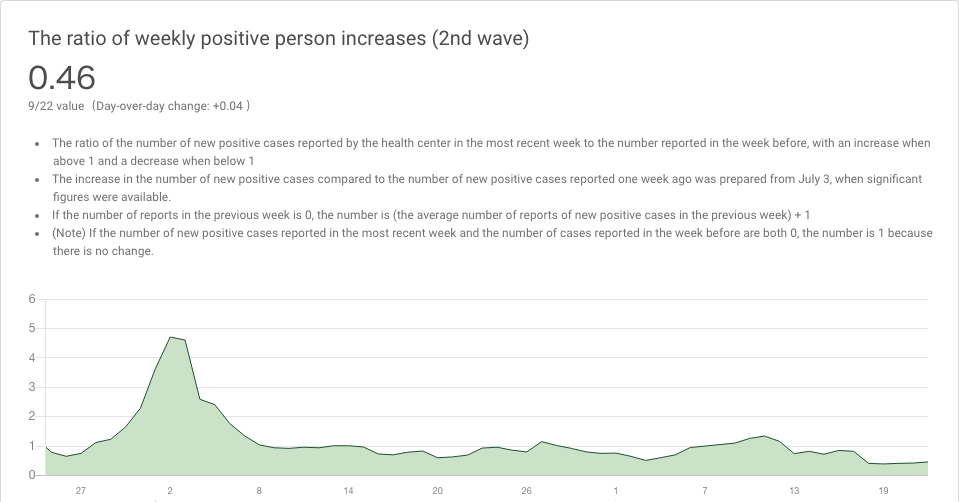 The ratio of weekly positive person increases (2nd wave)
0.46
9/22 value（Day-over-day change: +0.04 ）
• The ratio of the number of new positive cases reported by the health center in the most recent week to the number reported in the week before, with an increase when
above 1 and a decrease when below 1
• The increase in the number of new positive cases compared to the number of new positive cases reported one week ago was prepared from July 3, when significant
figures were available.
• If the number of reports in the previous week is 0, the number is (the average number of reports of new positive cases in the previous week) + 1
• (Note) If the number of new positive cases reported in the most recent week and the number of cases reported in the week before are both 0, the number is 1 because
there is no change.
6
5
4
3
2
1
0
27 2 8 14 20 26 1 7 13 19